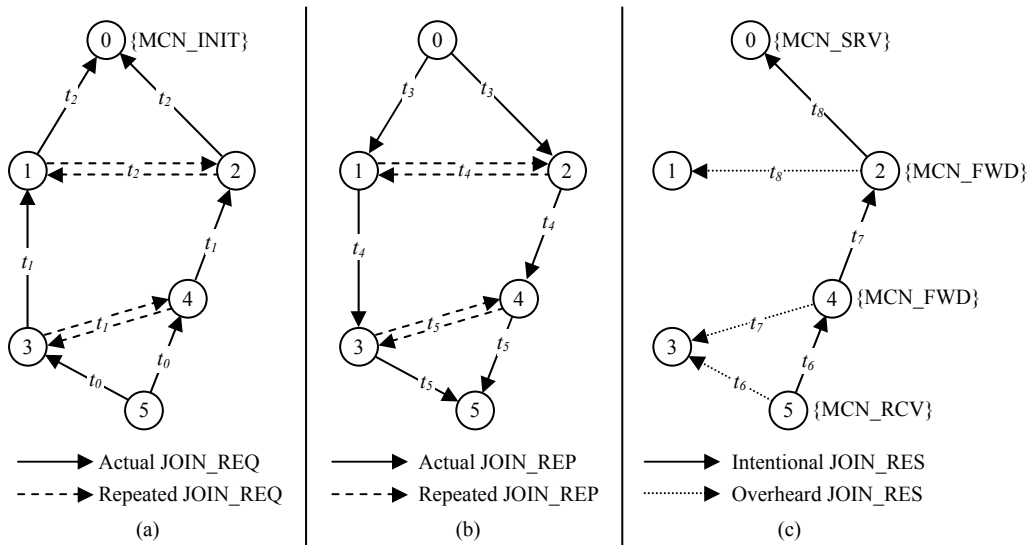 0 {MCN_INIT}
t2 t2
1 t2 2
t1 t1
t1 4
3
t0 t0
5
Actual JOIN_REQ
Repeated JOIN_REQ
(a)
0
t3 t3
1 t4 2
t4 t4
t5 4
3
t5 t5
5
Actual JOIN_REP
Repeated JOIN_REP
(b)
0 {MCN_SRV}
t8
1 t8 2 {MCN_FWD}
t7
4 {MCN_FWD}
t7
3
t6 t6
5 {MCN_RCV}
Intentional JOIN_RES
Overheard JOIN_RES
(c)